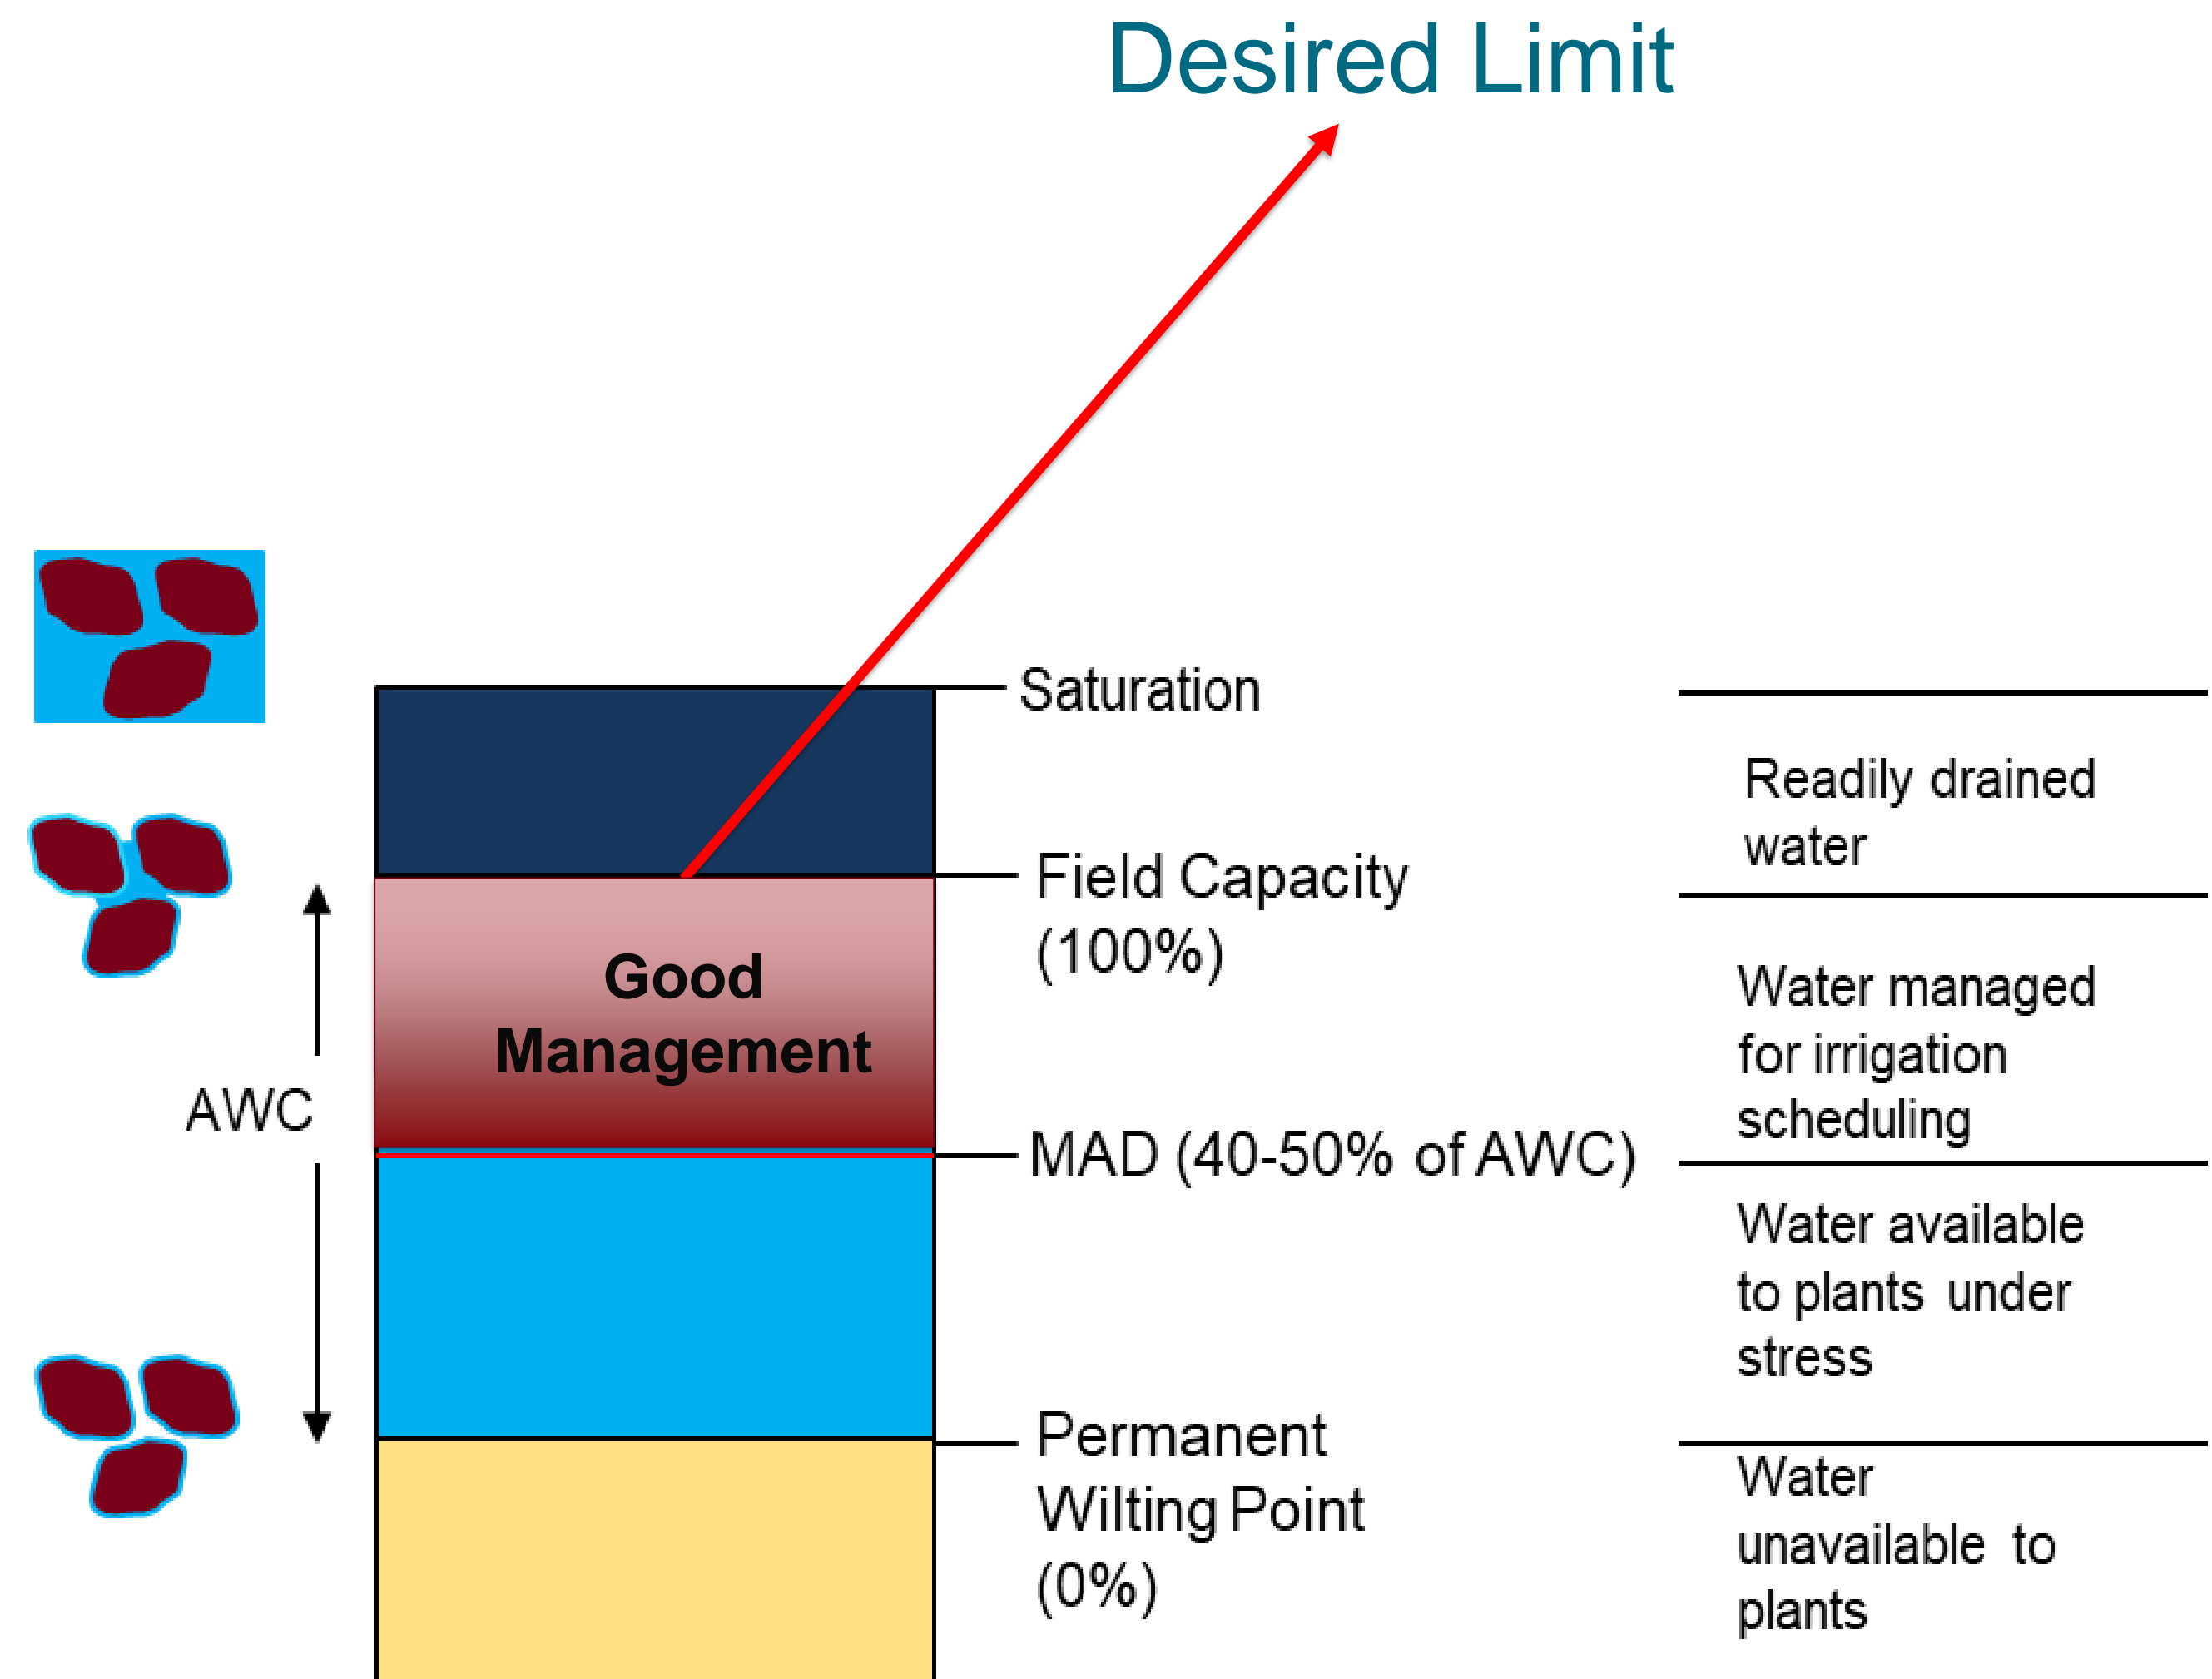 Desired Limit
Saturation
Readily drained
water
Field Capacity
(100%)
Good
Management
Water managed
for irrigation
scheduling
AWC
MAD (40-50% of AWC)
Water available
to plants under
stress
Permanent
Wilting Point
(0%)
Water
unavailable to
plants